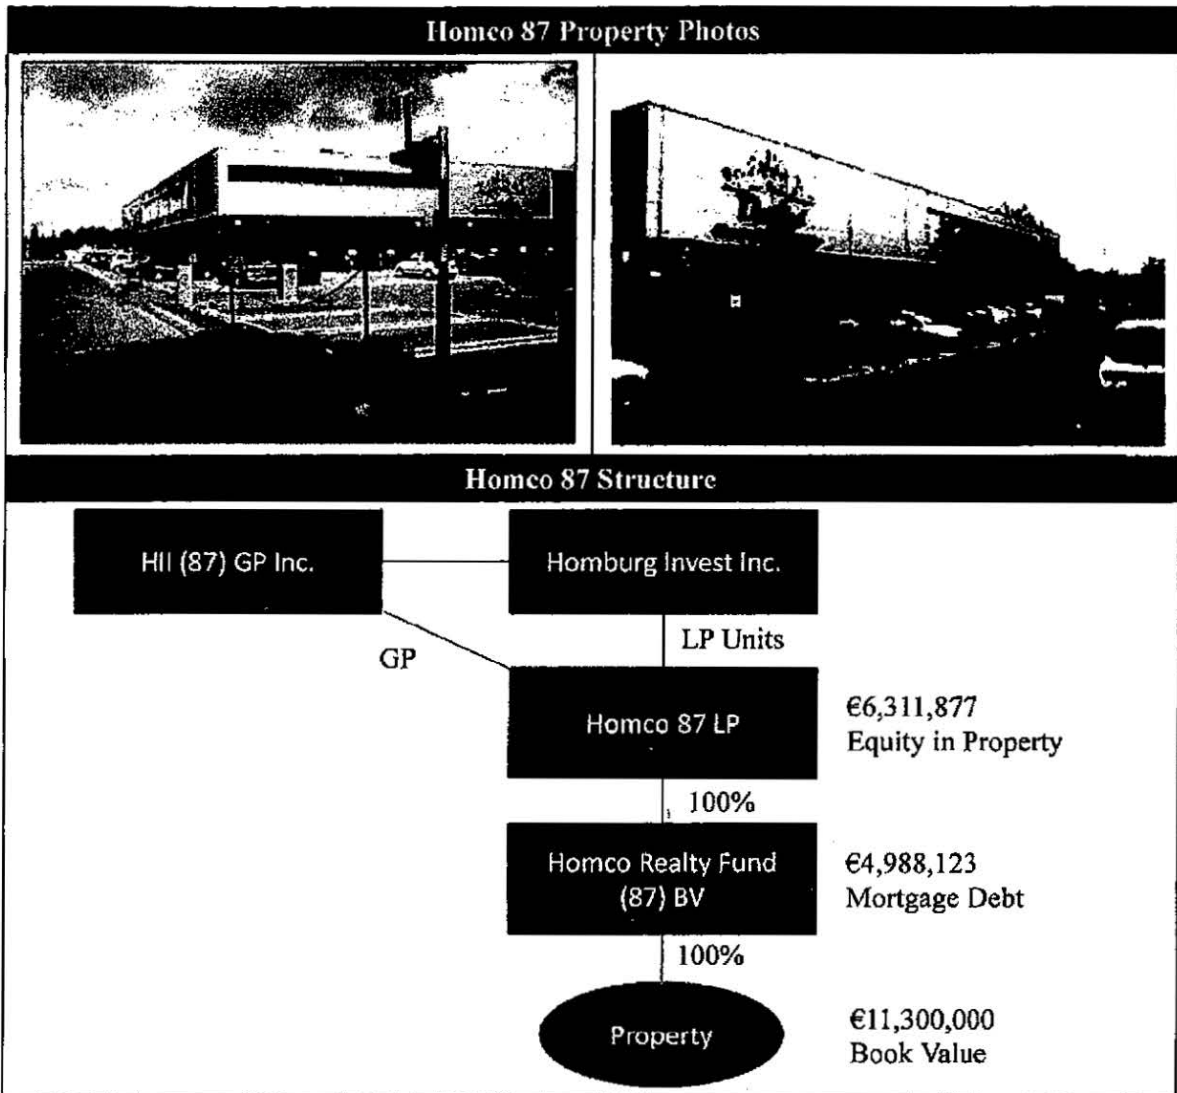 Homco 87 Property Photos
Homco 87 Structure
HII (87) GP Inc.
Homburg Invest Inc.
GP
LP Units
Homco 87 LP
€6,311,877
Equity in Property
100%
Homco Realty Fund
(87) BV
€4,988,123
Mortgage Debt
100%
Property
€11,300,000
Book Value